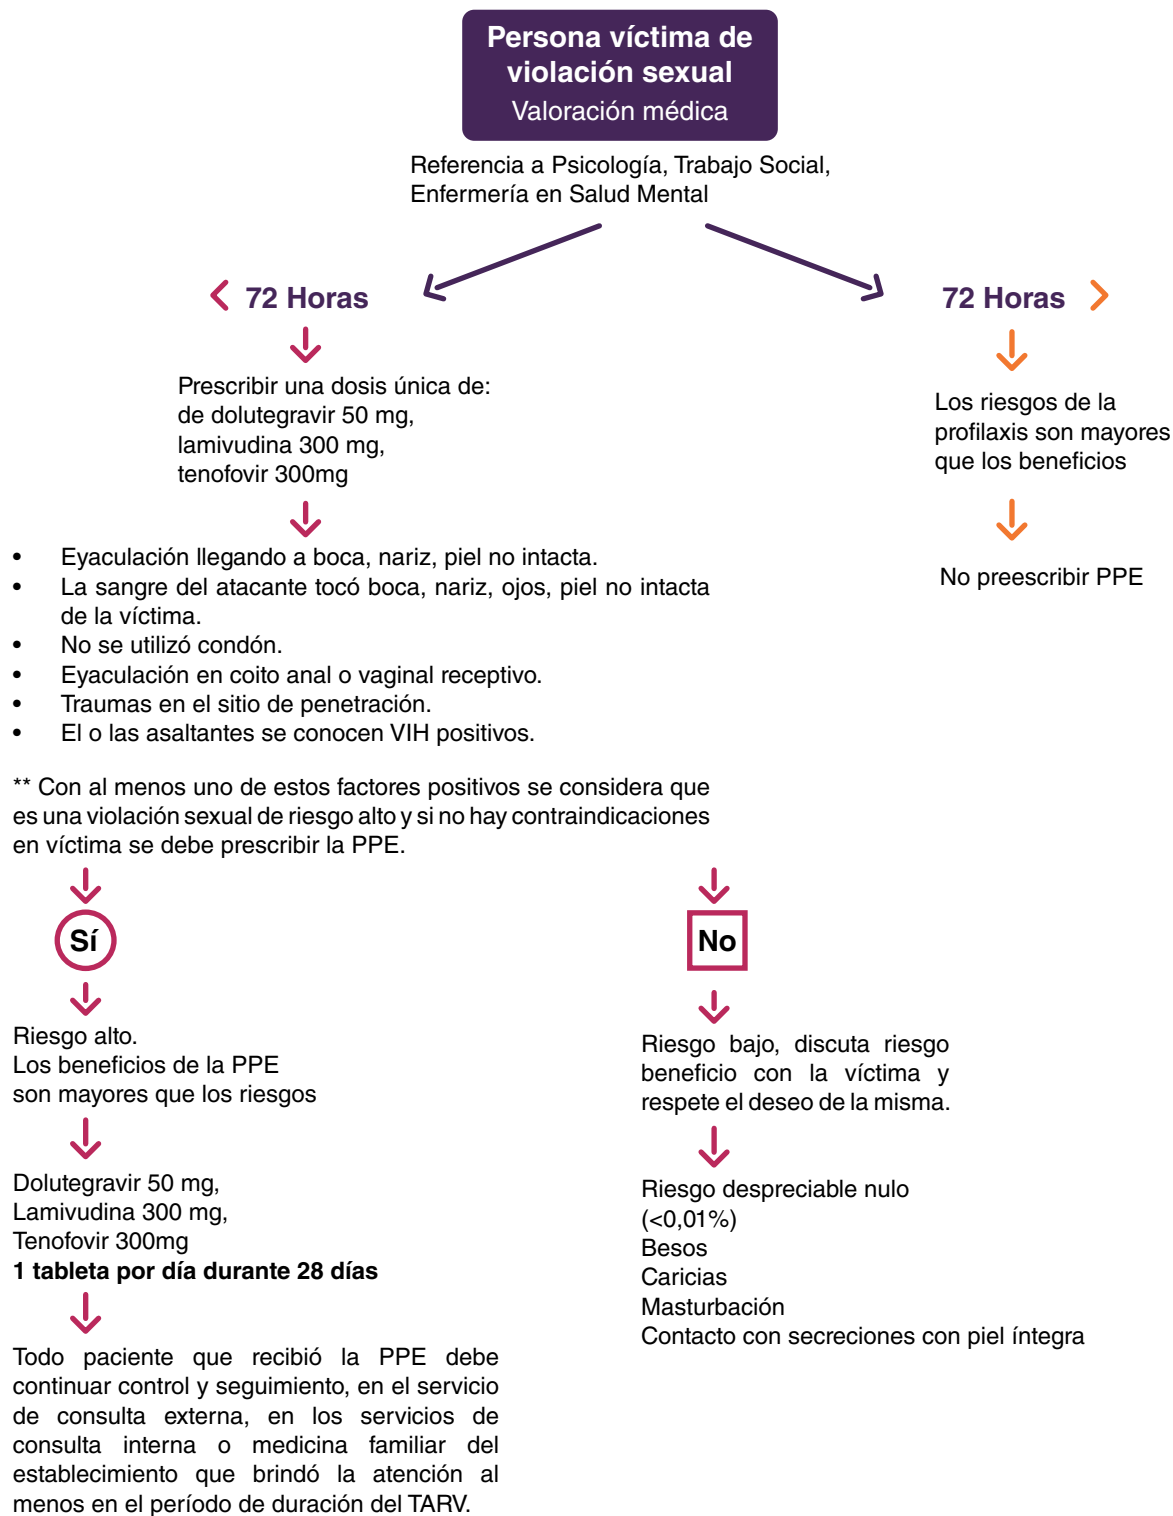 Persona víctima de
violación sexual
Valoración médica
Referencia a Psicología, Trabajo Social,
Enfermería en Salud Mental
< 72 Horas
72 Horas >
Prescribir una dosis única de:
de dolutegravir 50 mg,
lamivudina 300 mg,
tenofovir 300mg
Los riesgos de la
profilaxis son mayores
que los beneficios
No preescribir PPE
• Eyaculación llegando a boca, nariz, piel no intacta.
• La sangre del atacante tocó boca, nariz, ojos, piel no intacta
de la víctima.
• No se utilizó condón.
• Eyaculación en coito anal o vaginal receptivo.
• Traumas en el sitio de penetración.
• El o las asaltantes se conocen VIH positivos.
** Con al menos uno de estos factores positivos se considera que
es una violación sexual de riesgo alto y si no hay contraindicaciones
en víctima se debe prescribir la PPE.
Sí
Riesgo alto.
Los beneficios de la PPE
son mayores que los riesgos
Dolutegravir 50 mg,
Lamivudina 300 mg,
Tenofovir 300mg
1 tableta por día durante 28 días
Todo paciente que recibió la PPE debe
continuar control y seguimiento, en el servicio
de consulta externa, en los servicios de
consulta interna o medicina familiar del
establecimiento que brindó la atención al
menos en el período de duración del TARV.
No
Riesgo bajo, discuta riesgo
beneficio con la víctima y
respete el deseo de la misma.
Riesgo despreciable nulo
(<0,01%)
Besos
Caricias
Masturbación
Contacto con secreciones con piel íntegra